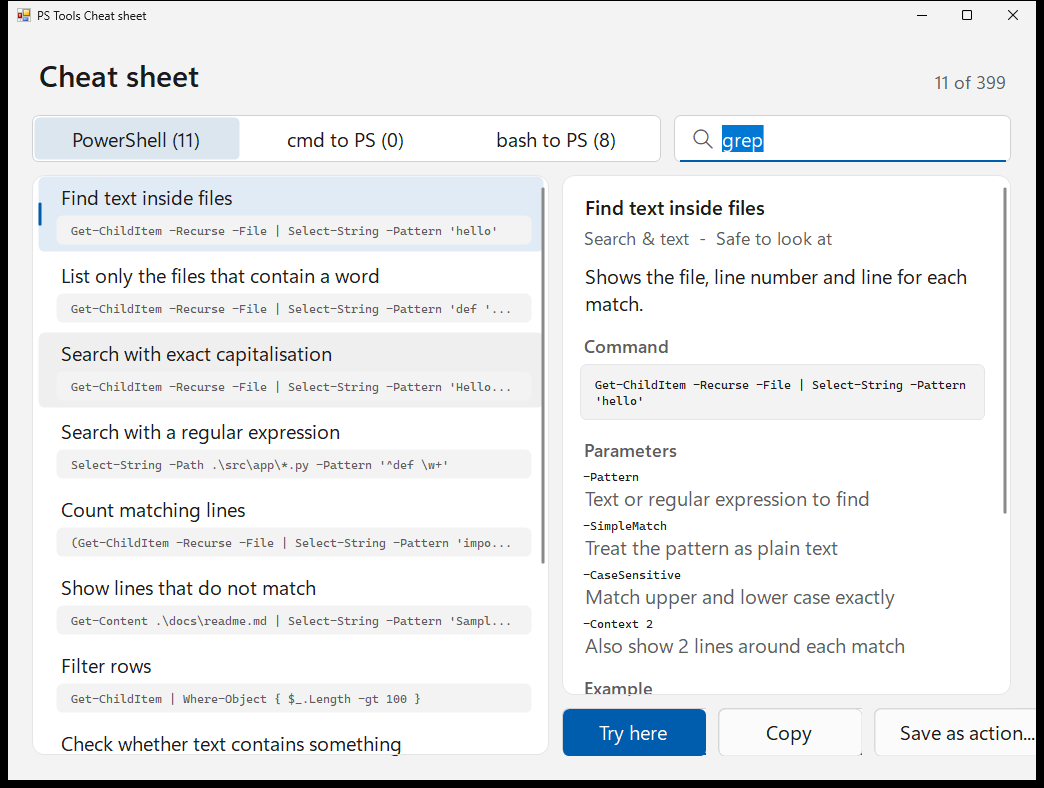 PS Tools Cheat sheet
Cheat sheet
11 of 399
PowerShell (11)
cmd to PS (0)
bash to PS (8)
grep
Find text inside files
Get-ChildItem -Recurse -File | Select-String -Pattern 'hello'
List only the files that contain a word
Get-ChildItem -Recurse -File | Select-String -Pattern 'def '...
Search with exact capitalisation
Get-ChildItem -Recurse -File | Select-String -Pattern 'Hello...
Search with a regular expression
Select-String -Path .\src\app\*.py -Pattern '^def \w+'
Count matching lines
(Get-ChildItem -Recurse -File | Select-String -Pattern 'impo...
Show lines that do not match
Get-Content .\docs\readme.md | Select-String -Pattern 'Sampl...
Filter rows
Get-ChildItem | Where-Object { $_.Length -gt 100 }
Check whether text contains something
Find text inside files
Search & text - Safe to look at
Shows the file, line number and line for each
match.
Command
Get-ChildItem -Recurse -File | Select-String -Pattern
'hello'
Parameters
-Pattern
Text or regular expression to find
-SimpleMatch
Treat the pattern as plain text
-CaseSensitive
Match upper and lower case exactly
-Context 2
Also show 2 lines around each match
Example
Try here
Copy
Save as action...